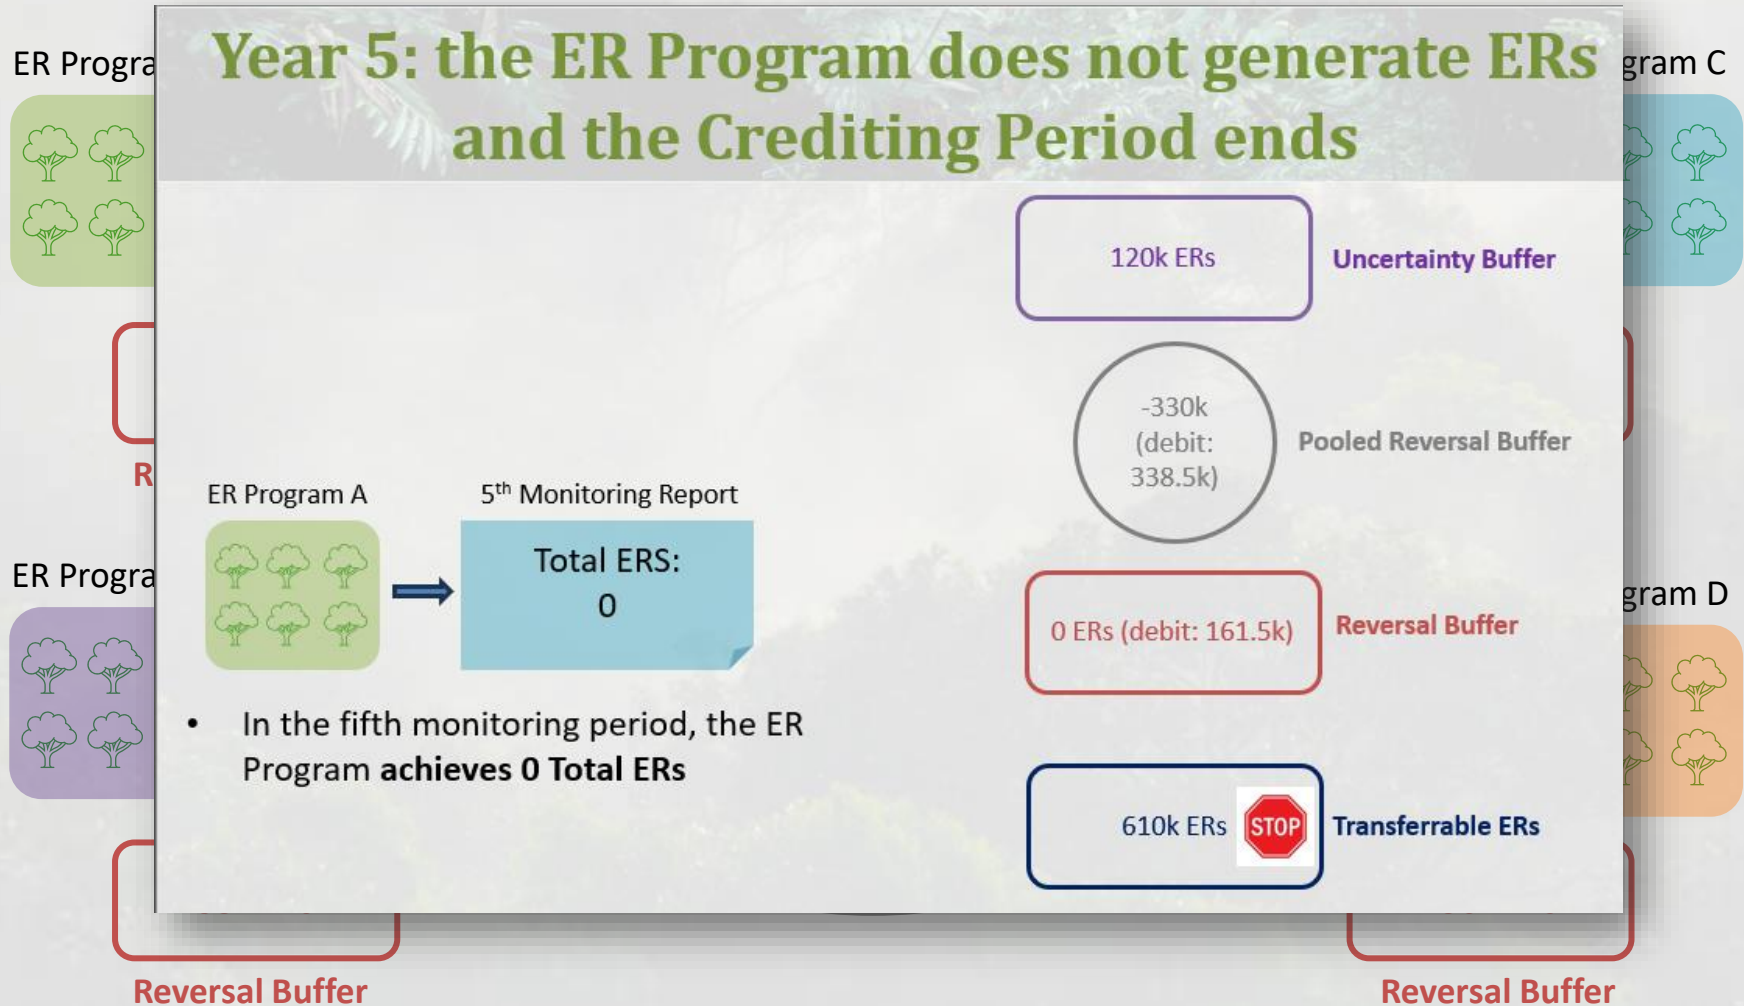 Year 5: the ER Program does not generate ERs
and the Crediting Period ends
ER Progra
gram C
120k ERs
Uncertainty Buffer
-330k
(debit:
338.5k)
Pooled Reversal Buffer
R
ER Program A
5th Monitoring Report
Total ERS:
0
ER Progra
gram D
0 ERs (debit: 161.5k)
Reversal Buffer
• In the fifth monitoring period, the ER
Program achieves 0 Total ERs
610k ERs
STOP
Transferrable ERs
Reversal Buffer
Reversal Buffer